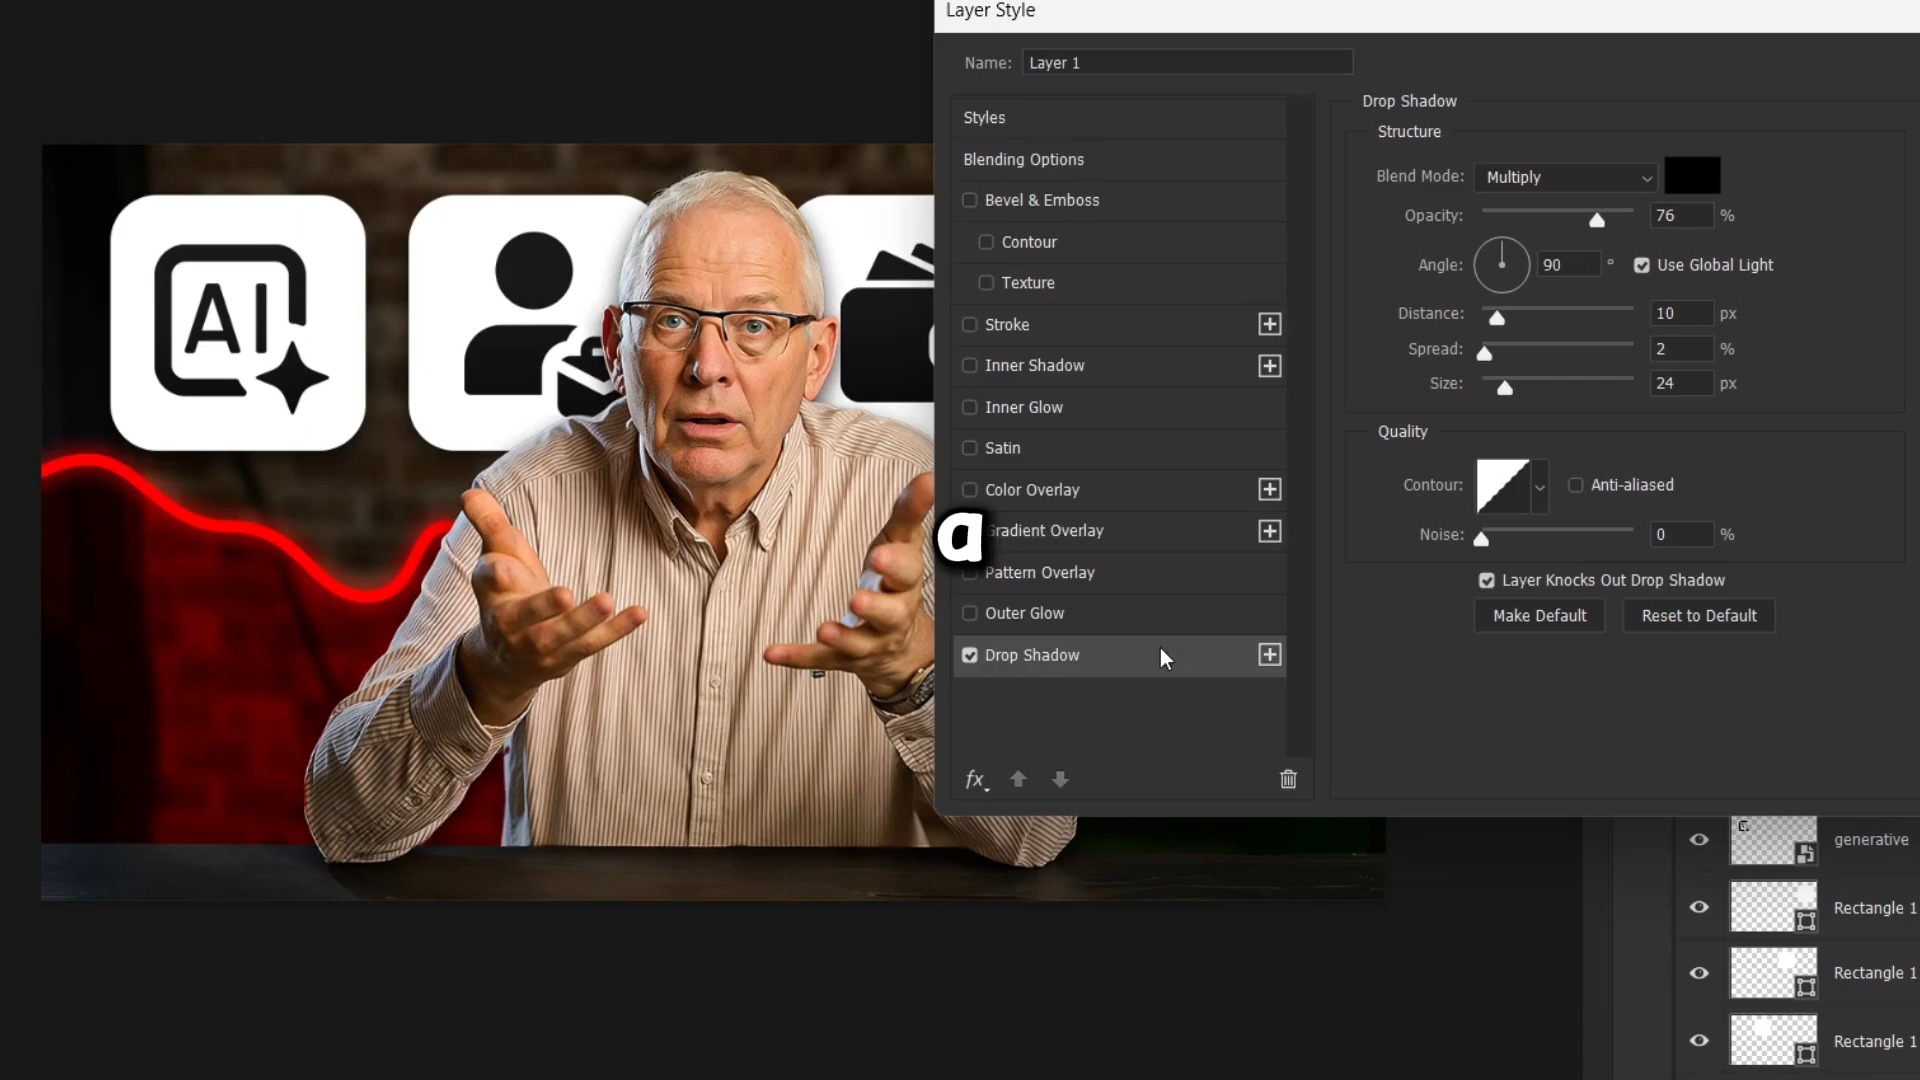 Layer Style
Name: Layer 1
Styles
Blending Options
Bevel & Emboss
Contour
Texture
Stroke
Inner Shadow
Inner Glow
Satin
Color Overlay
Gradient Overlay
Pattern Overlay
Outer Glow
Drop Shadow
fx
Drop Shadow
Structure
Blend Mode: Multiply
Opacity: 76 %
Angle: 90 ° Use Global Light
Distance: 10 px
Spread: 2 %
Size: 24 px
Quality
Contour: Anti-aliased
Noise: 0 %
Layer Knocks Out Drop Shadow
Make Default Reset to Default
AI
a
generative
Rectangle 1
Rectangle 1
Rectangle 1